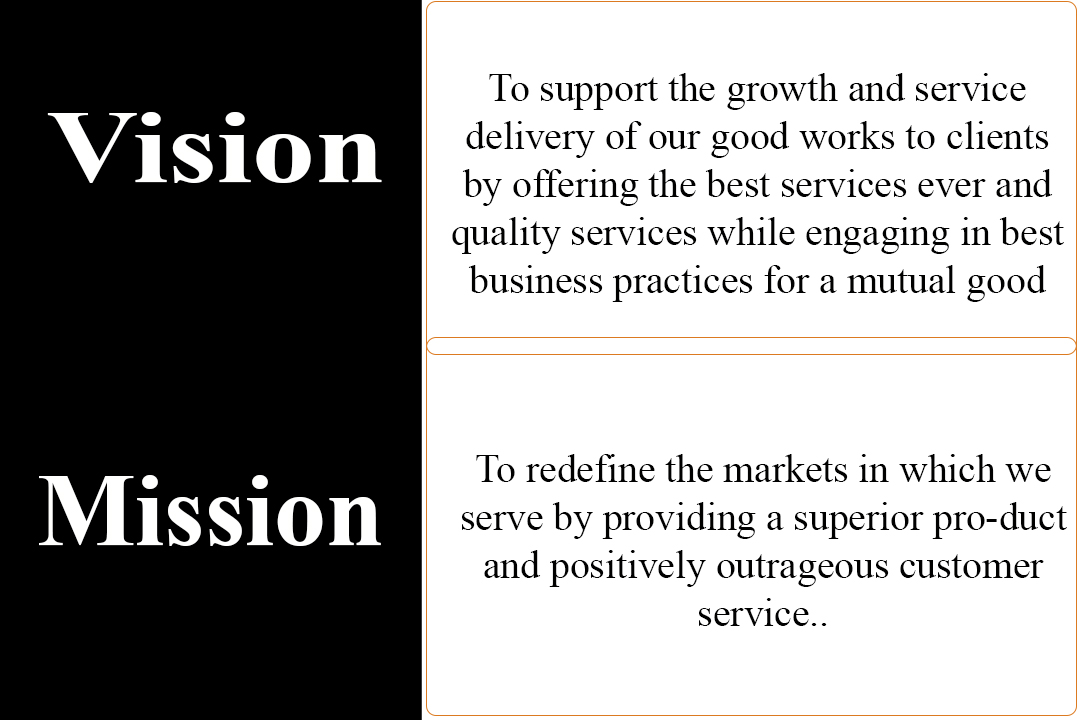 Vision
To support the growth and service
delivery of our good works to clients
by offering the best services ever and
quality services while engaging in best
business practices for a mutual good
Mission
To redefine the markets in which we
serve by providing a superior pro-duct
and positively outrageous customer
service..